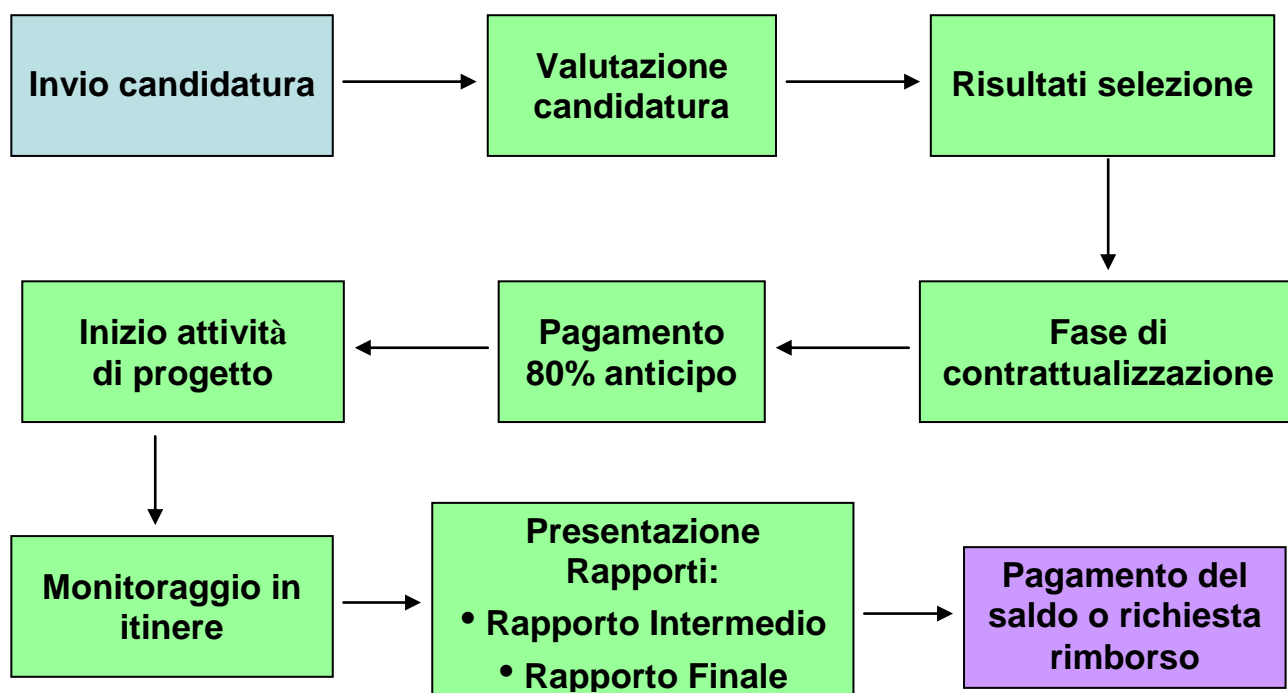 Invio candidatura
Valutazione
candidatura
Risultati selezione
Fase di
contrattualizzazione
Pagamento
80% anticipo
Inizio attività
di progetto
Monitoraggio in
itinere
Presentazione
Rapporti:
• Rapporto Intermedio
• Rapporto Finale
Pagamento del
saldo o richiesta
rimborso